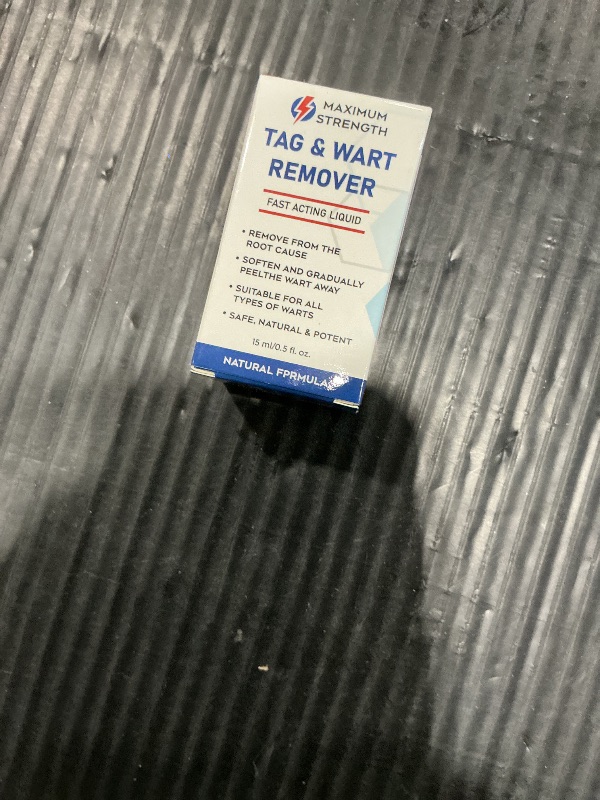 MAXIMUM
STRENGTH
TAG & WART
REMOVER
FAST ACTING LIQUID
• REMOVE FROM THE
ROOT CAUSE
• SOFTEN AND GRADUALLY
PEELTHE WART AWAY
• SUITABLE FOR ALL
TYPES OF WARTS
• SAFE, NATURAL & POTENT
15 ml/0.5 fl. oz.
NATURAL FPRMULA